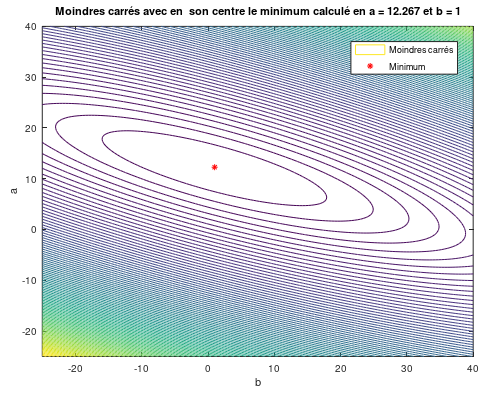 Moindres carrés avec en  son centre le minimum calculé en a = 12.267 et b = 1
40
30
20
10
0
-10
-20
a
-20
-10
0
10
20
30
40
b
Moindres carrés
Minimum